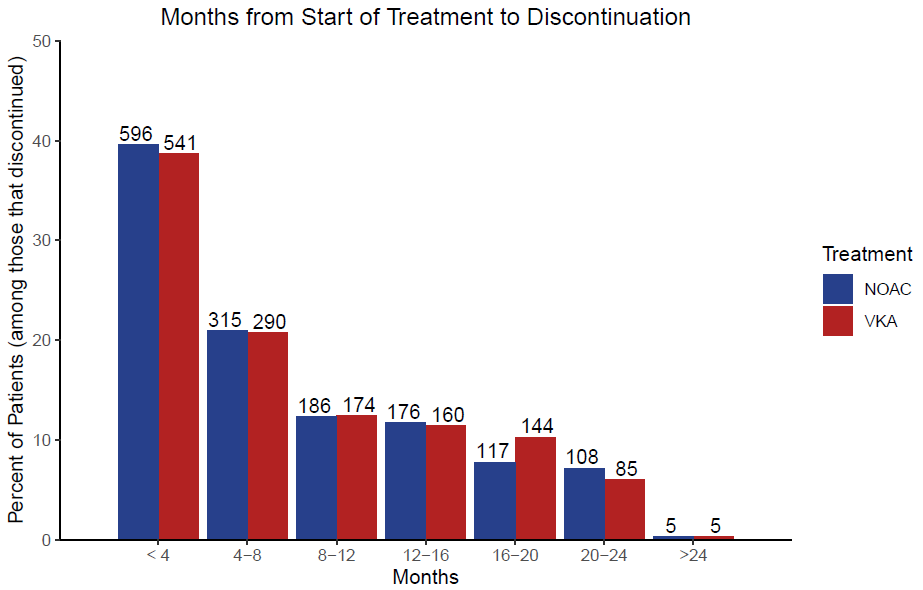 Months from Start of Treatment to Discontinuation
Percent of Patients (among those that discontinued)
50
40
30
20
10
0
596 541
315 290
186 174
176 160
117 144
108 85
5 5
< 4 4−8 8−12 12−16 16−20 20−24 >24
Months
Treatment
NOAC
VKA